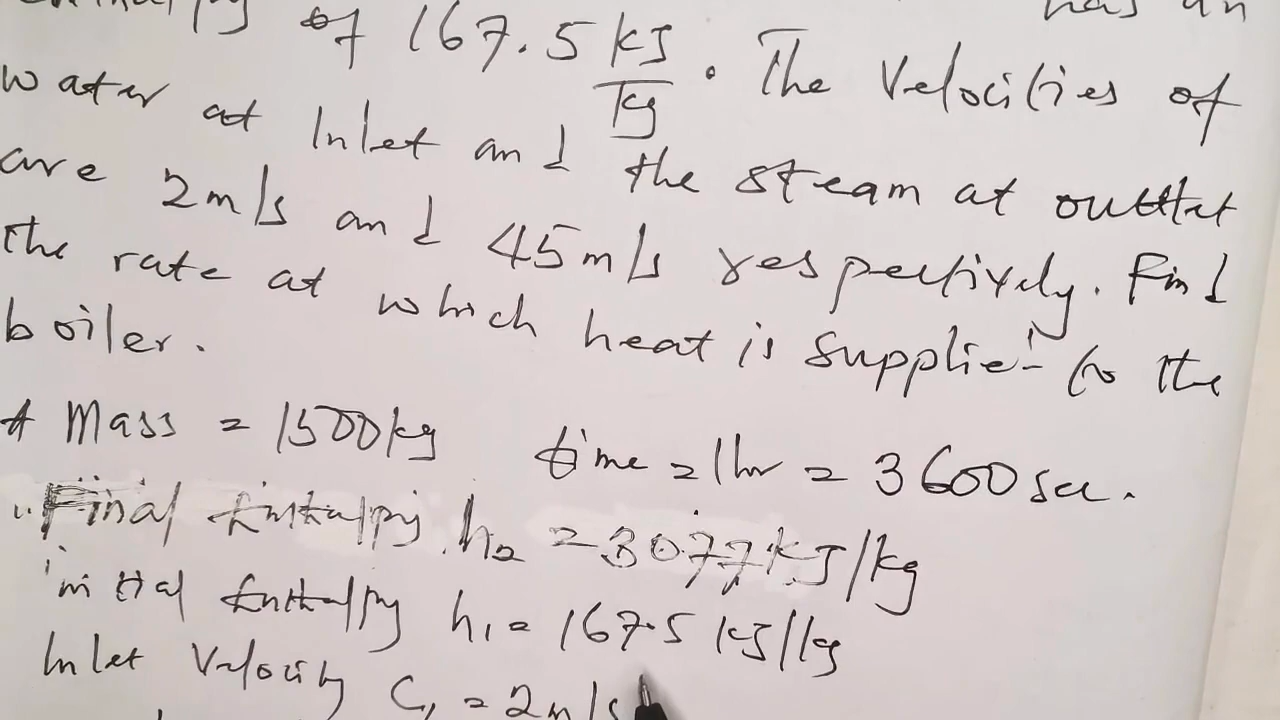 of 167.5 kJ/kg. The Velocities of
water at Inlet and the steam at outlet
are 2m/s and 45m/s respectively. Find
the rate at which heat is supplied to the
boiler.
Mass = 1500kg time = 1hr = 3600sec.
Final Enthalpy h2 = 3077kJ/kg
initial Enthalpy h1 = 167.5 kJ/kg
Inlet Velocity C1 = 2m/s